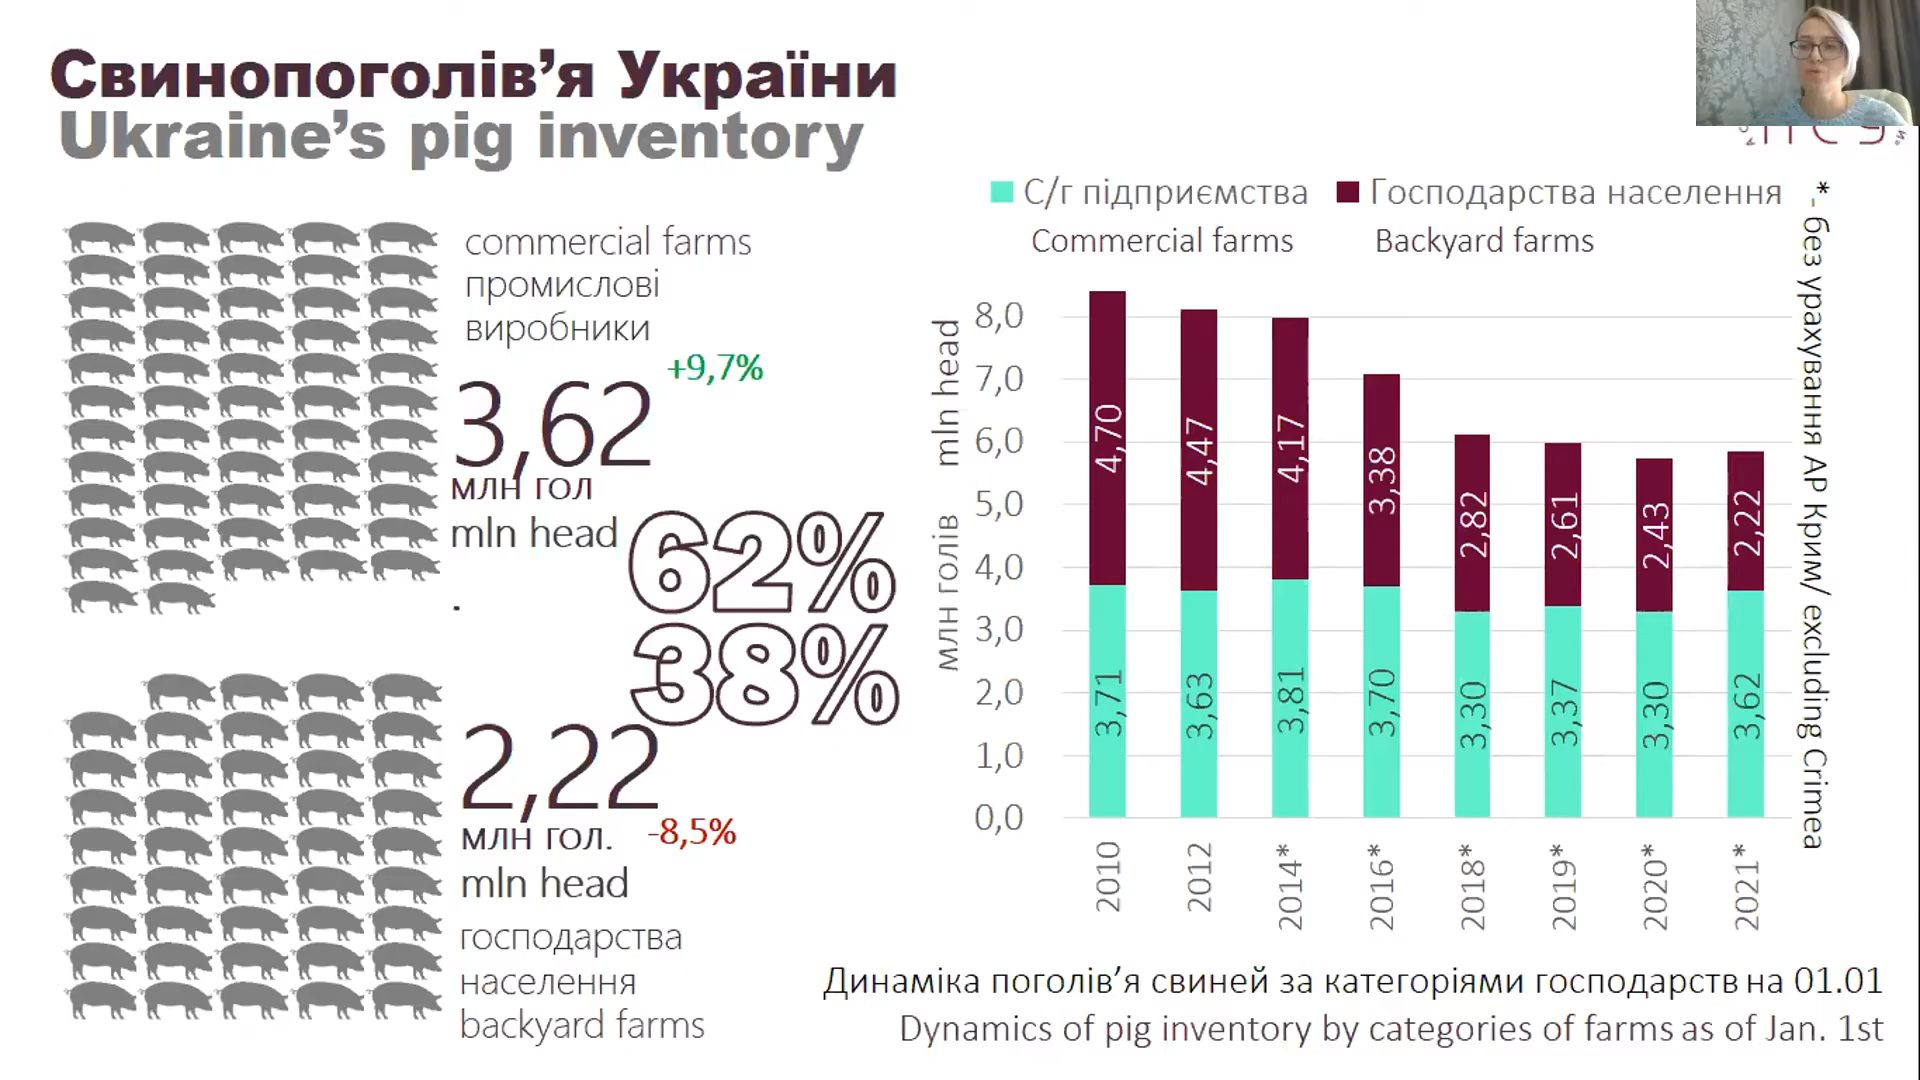 Свинопоголів’я України
Ukraine’s pig inventory
commercial farms
промислові
виробники
+9,7%
3,62
млн гол
mln head
62%
38%
2,22
млн гол.
-8,5%
mln head
господарства
населення
backyard farms
С/г підприємства
Господарства населення
Commercial farms
Backyard farms
млн голів mln head
8,0
7,0
6,0
5,0
4,0
3,0
2,0
1,0
0,0
4,70
4,47
4,17
3,38
2,82
2,61
2,43
2,22
3,71
3,63
3,81
3,70
3,30
3,37
3,30
3,62
2010
2012
2014*
2016*
2018*
2019*
2020*
2021*
*- без урахування АР Крим/ excluding Crimea
Динаміка поголів’я свиней за категоріями господарств на 01.01
Dynamics of pig inventory by categories of farms as of Jan. 1st